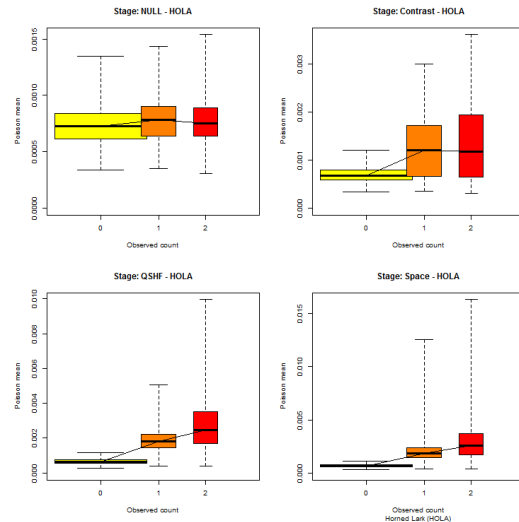 Stage: NULL - HOLA
Poisson mean
0.0000 0.0005 0.0010 0.0015
0 1 2
Observed count
Stage: Contrast - HOLA
Poisson mean
0.000 0.001 0.002 0.003
0 1 2
Observed count
Stage: QSHF - HOLA
Poisson mean
0.000 0.002 0.004 0.006 0.008 0.010
0 1 2
Observed count
Stage: Space - HOLA
Poisson mean
0.000 0.005 0.010 0.015
0 1 2
Observed count
Horned Lark (HOLA)